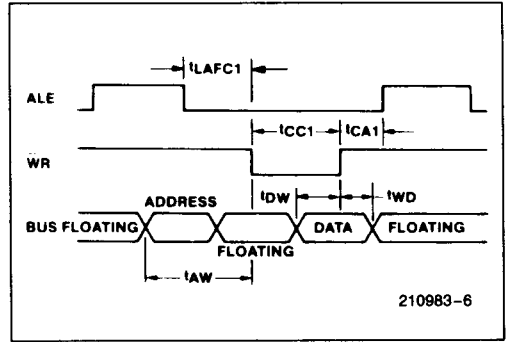 tLAFC1
ALE
tCC1 tCA1
WR
ADDRESS
tDW tWD
BUS FLOATING DATA FLOATING
FLOATING
tAW
210983-6